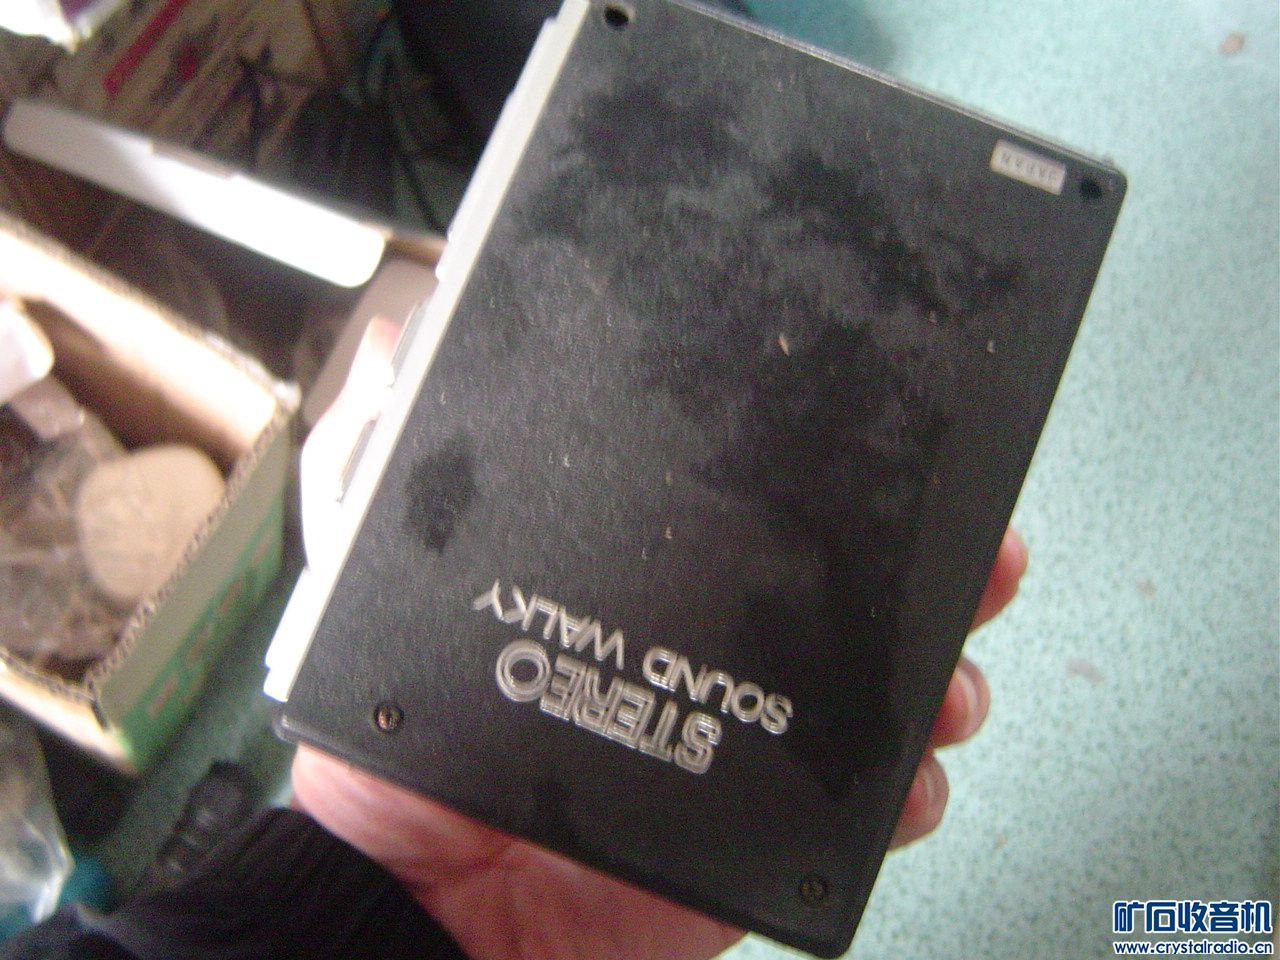 STEREO
SOUND WALKY
JAPAN
矿石收音机
www.crystalradio.cn